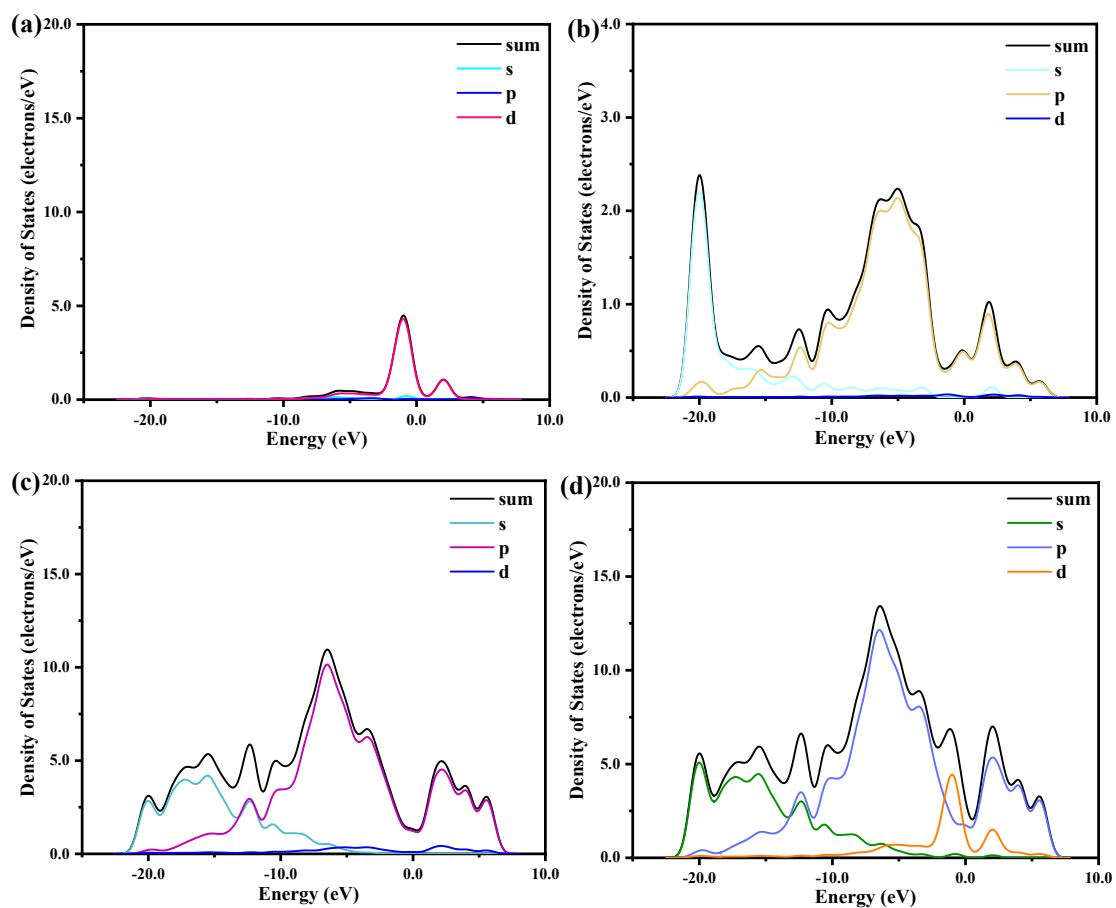 (a)
20.0
15.0
10.0
5.0
0.0
Density of States (electrons/eV)
-20.0 -10.0 0.0 10.0
Energy (eV)
sum
s
p
d
(b)
4.0
3.0
2.0
1.0
0.0
Density of States (electrons/eV)
-20.0 -10.0 0.0 10.0
Energy (eV)
sum
s
p
d
(c)
20.0
15.0
10.0
5.0
0.0
Density of States (electrons/eV)
-20.0 -10.0 0.0 10.0
Energy (eV)
sum
s
p
d
(d)
20.0
15.0
10.0
5.0
0.0
Density of States (electrons/eV)
-20.0 -10.0 0.0 10.0
Energy (eV)
sum
s
p
d